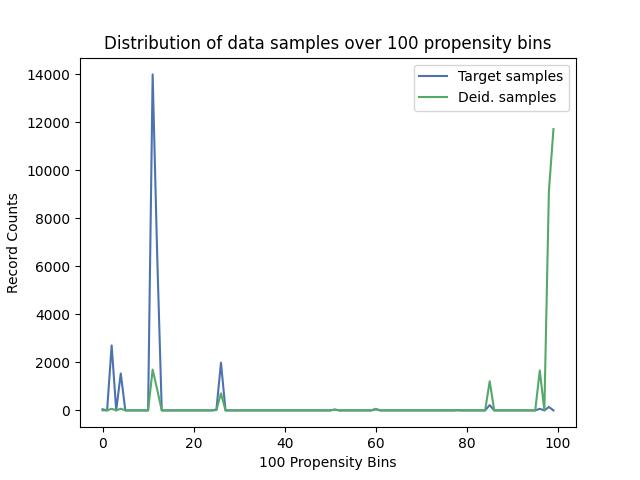 Distribution of data samples over 100 propensity bins
Target samples
Deid. samples
14000
12000
10000
8000
6000
4000
2000
0
Record Counts
0 20 40 60 80 100
100 Propensity Bins